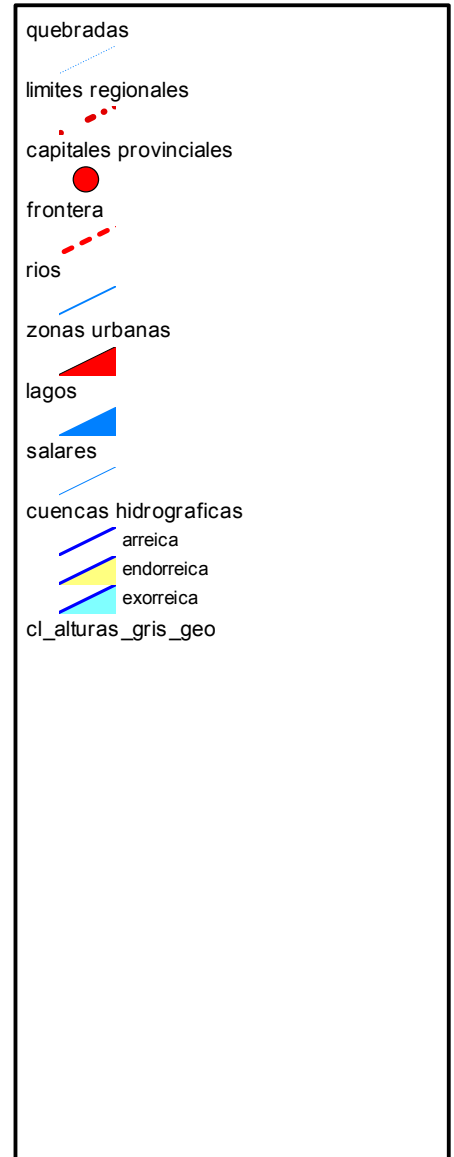 quebradas
limites regionales
capitales provinciales
frontera
rios
zonas urbanas
lagos
salares
cuencas hidrograficas
arreica
endorreica
exorreica
cl_alturas_gris_geo